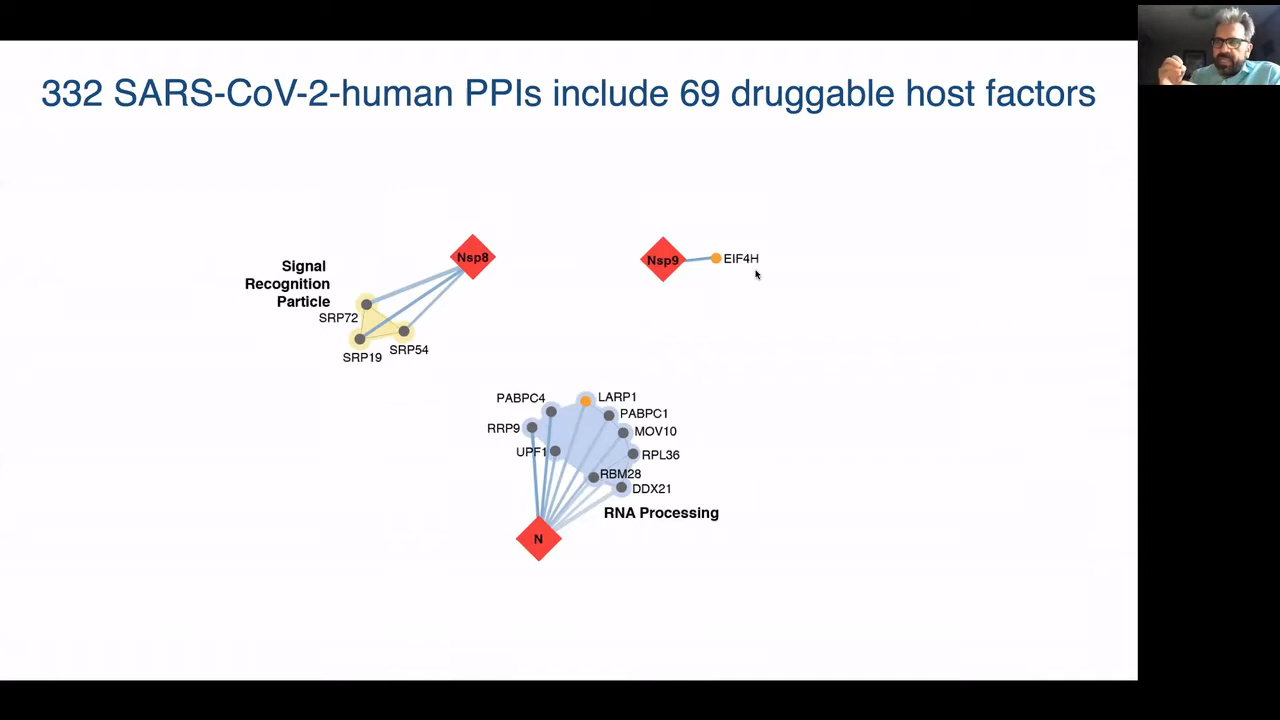 332 SARS-CoV-2-human PPIs include 69 druggable host factors
Signal
Recognition
Particle
Nsp8
SRP72
SRP19
SRP54
Nsp9
EIF4H
PABPC4
LARP1
PABPC1
RRP9
MOV10
UPF1
RPL36
RBM28
DDX21
RNA Processing
N